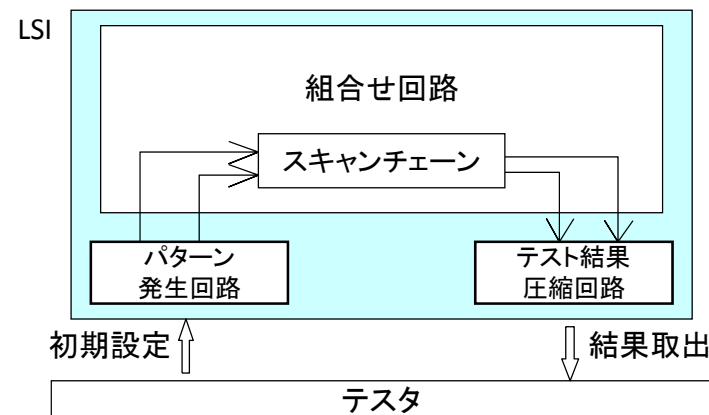 LSI
組合せ回路
スキャンチェーン
パターン
発生回路
テスト結果
圧縮回路
初期設定
結果取出
テスタ